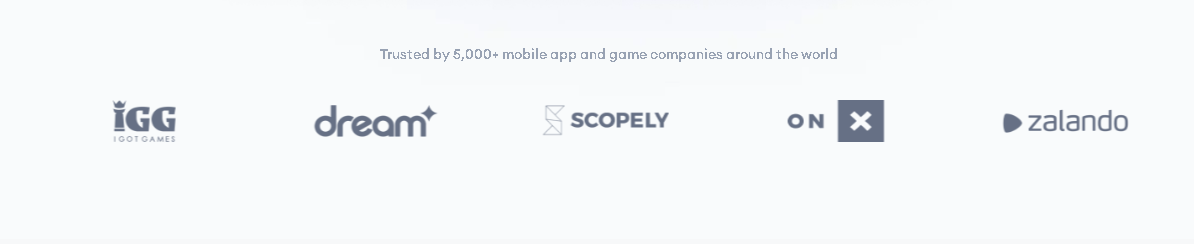 Trusted by 5,000+ mobile app and game companies around the world
IGG
I GOT GAMES
dream
SCOPELY
ON X
zalando